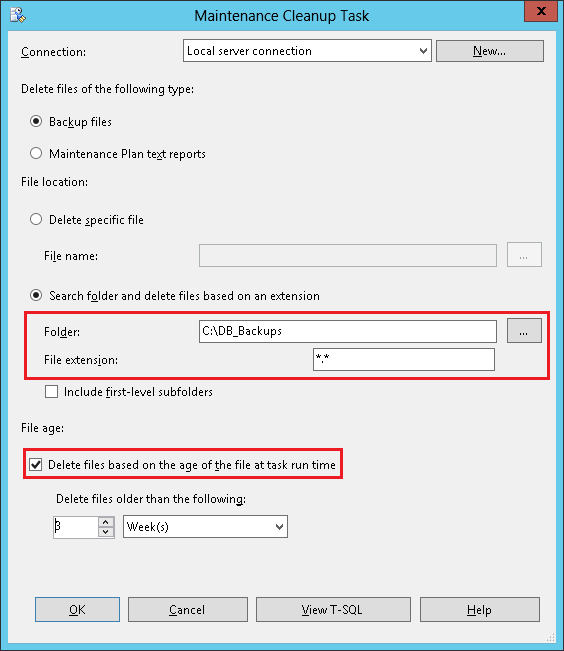 Maintenance Cleanup Task
x
Connection: Local server connection New...
Delete files of the following type:
Backup files
Maintenance Plan text reports
File location:
Delete specific file
File name: ...
Search folder and delete files based on an extension
Folder: C:\DB_Backups ...
File extension: *.*
Include first-level subfolders
File age:
Delete files based on the age of the file at task run time
Delete files older than the following:
3 Week(s)
OK Cancel View T-SQL Help